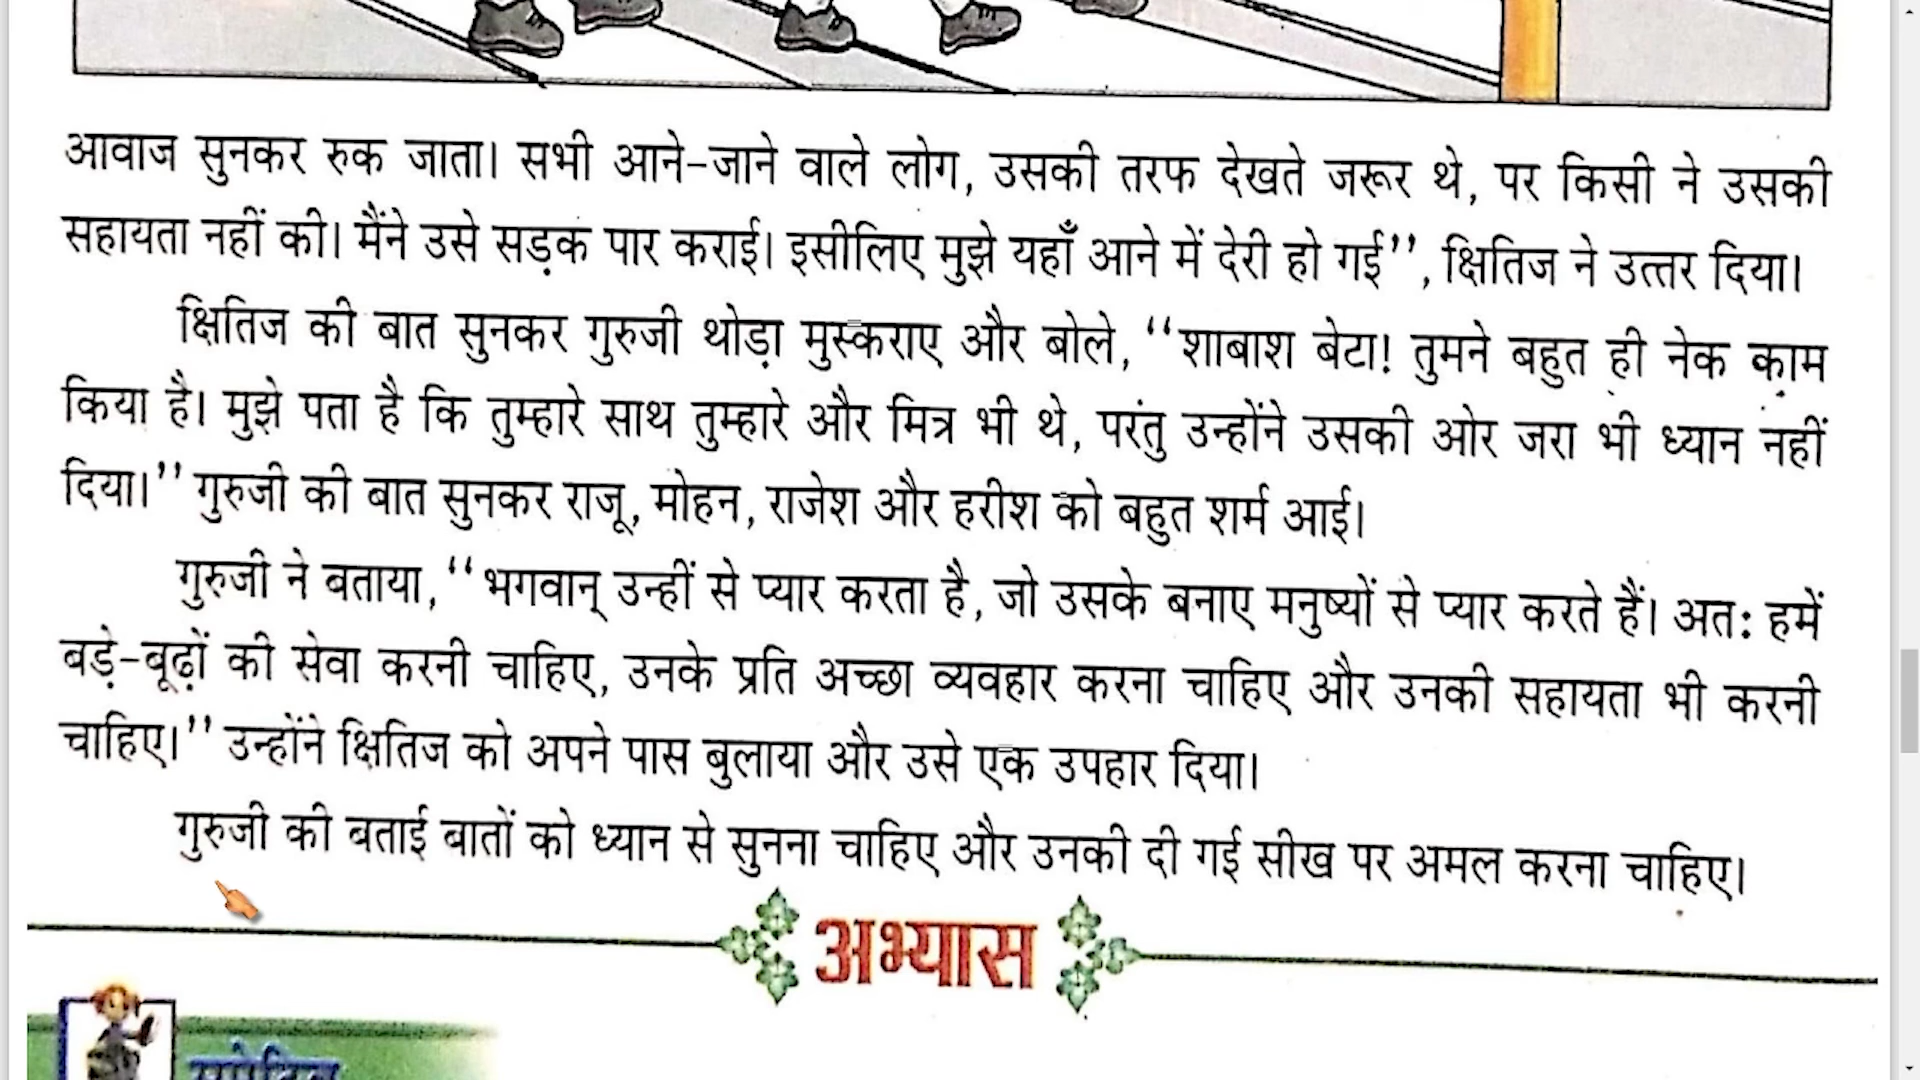 आवाज सुनकर रुक जाता। सभी आने-जाने वाले लोग, उसकी तरफ देखते जरूर थे, पर किसी ने उसकी
सहायता नहीं की। मैंने उसे सड़क पार कराई। इसीलिए मुझे यहाँ आने में देरी हो गई’’, क्षितिज ने उत्तर दिया।
क्षितिज की बात सुनकर गुरुजी थोड़ा मुस्कराए और बोले, ‘‘शाबाश बेटा! तुमने बहुत ही नेक काम
किया है। मुझे पता है कि तुम्हारे साथ तुम्हारे और मित्र भी थे, परंतु उन्होंने उसकी ओर जरा भी ध्यान नहीं
दिया।’’ गुरुजी की बात सुनकर राजू, मोहन, राजेश और हरीश को बहुत शर्म आई।
गुरुजी ने बताया, ‘‘भगवान् उन्हीं से प्यार करता है, जो उसके बनाए मनुष्यों से प्यार करते हैं। अत: हमें
बड़े-बूढ़ों की सेवा करनी चाहिए, उनके प्रति अच्छा व्यवहार करना चाहिए और उनकी सहायता भी करनी
चाहिए।’’ उन्होंने क्षितिज को अपने पास बुलाया और उसे एक उपहार दिया।
गुरुजी की बताई बातों को ध्यान से सुनना चाहिए और उनकी दी गई सीख पर अमल करना चाहिए।
अभ्यास